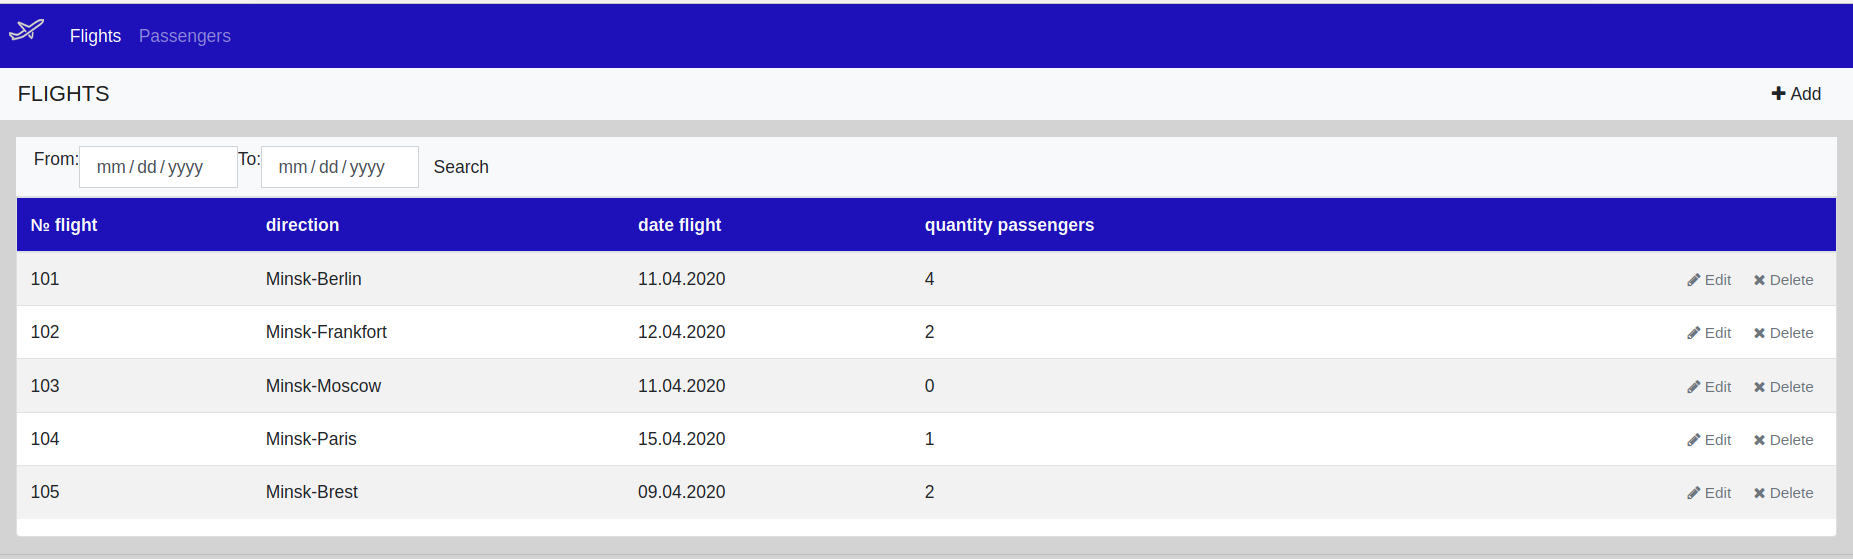 Flights Passengers
FLIGHTS Add
From: mm/dd/yyyy To: mm/dd/yyyy Search
№ flight direction date flight quantity passengers
101 Minsk-Berlin 11.04.2020 4 Edit Delete
102 Minsk-Frankfort 12.04.2020 2 Edit Delete
103 Minsk-Moscow 11.04.2020 0 Edit Delete
104 Minsk-Paris 15.04.2020 1 Edit Delete
105 Minsk-Brest 09.04.2020 2 Edit Delete